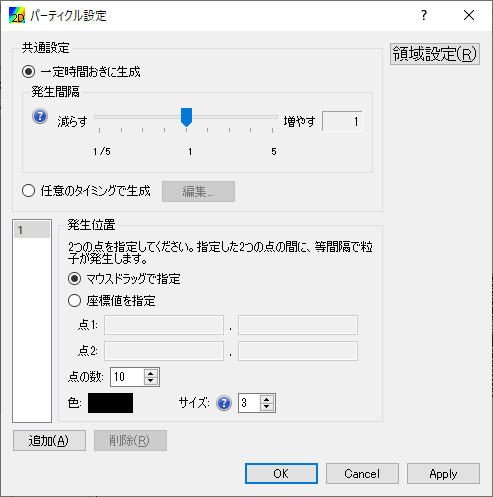 2D パーティクル設定
共通設定
領域設定(R)
一定時間おきに生成
発生間隔
減らす
増やす
1
1/5
1
5
任意のタイミングで生成
編集...
1
発生位置
2つの点を指定してください。指定した2つの点の間に、等間隔で粒
子が発生します。
マウスドラッグで指定
座標値を指定
点1: ,
点2: ,
点の数: 10
色:
サイズ: 3
追加(A)
削除(R)
OK
Cancel
Apply